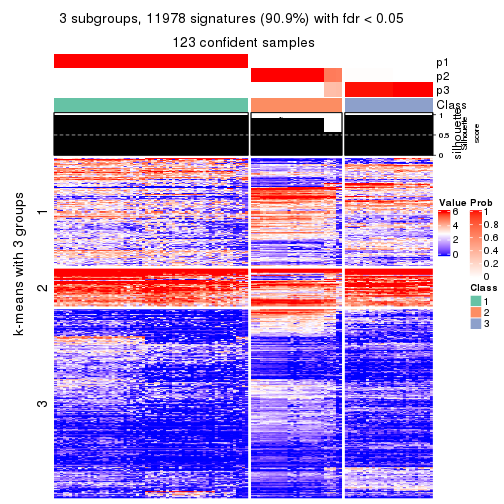 3 subgroups, 11978 signatures (90.9%) with fdr < 0.05
123 confident samples
p1
p2
p3
Class
1
0.5
0
silhouette
Silhouette
score
k-means with 3 groups
1
2
3
Value
6
4
2
0
Prob
1
0.8
0.6
0.4
0.2
0
Class
1
2
3